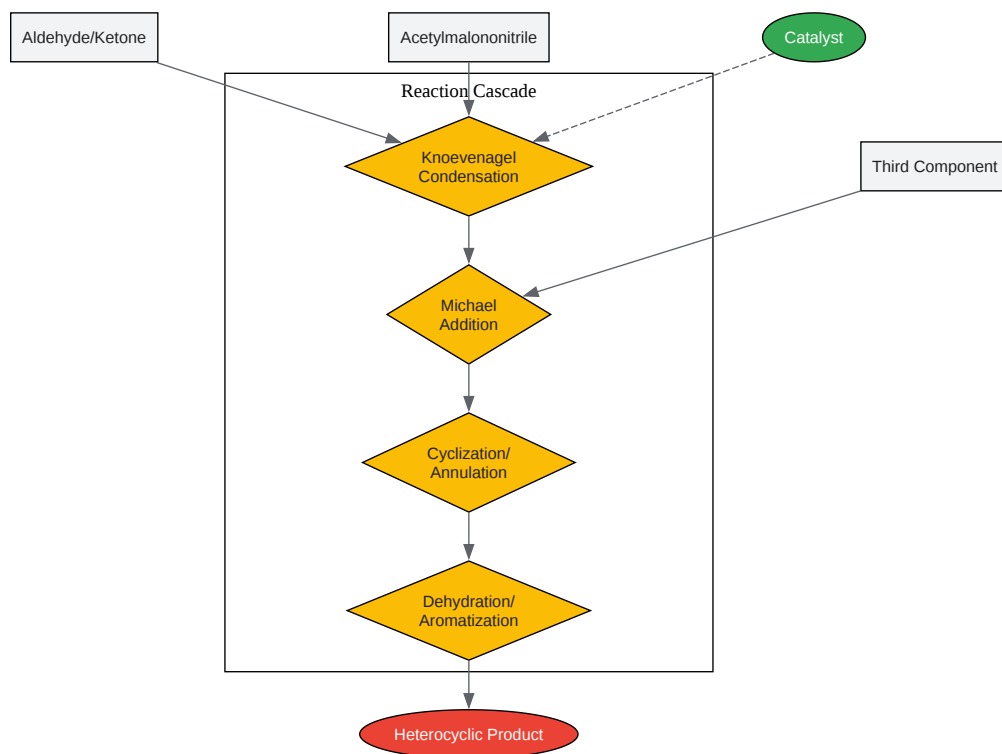 Aldehyde/Ketone
Acetylmalononitrile
Catalyst
Reaction Cascade
Knoevenagel
Condensation
Third Component
Michael
Addition
Cyclization/
Annulation
Dehydration/
Aromatization
Heterocyclic Product